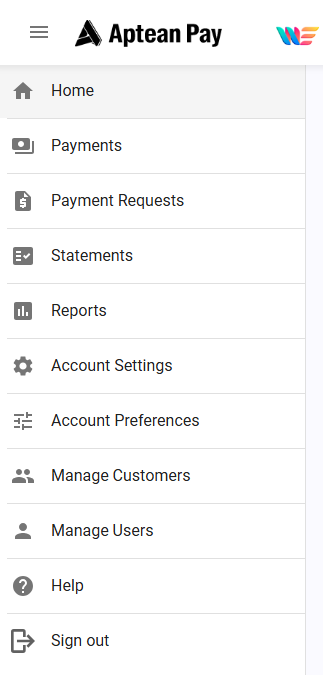 Aptean Pay
WE
Home
Payments
Payment Requests
Statements
Reports
Account Settings
Account Preferences
Manage Customers
Manage Users
Help
Sign out